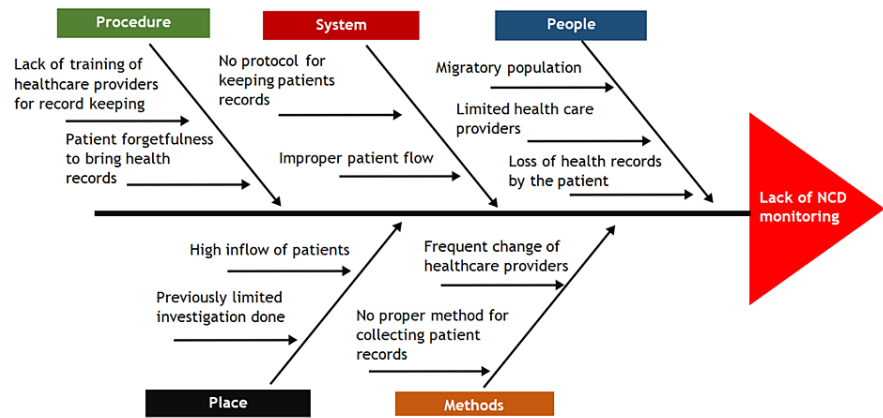 Procedure
System
People
Lack of training of
healthcare providers
for record keeping
Patient forgetfulness
to bring health
records
No protocol for
keeping patients
records
Improper patient flow
Migratory population
Limited health care
providers
Loss of health records
by the patient
Lack of NCD
monitoring
High inflow of patients
Previously limited
investigation done
Frequent change of
healthcare providers
No proper method for
collecting patient
records
Place
Methods